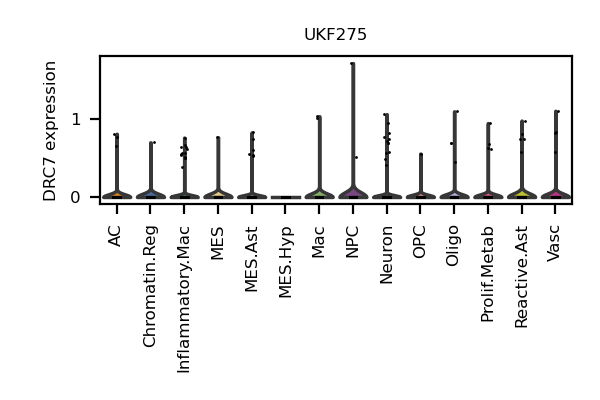 UKF275
DRC7 expression
1
0
AC
Chromatin.Reg
Inflammatory.Mac
MES
MES.Ast
MES.Hyp
Mac
NPC
Neuron
OPC
Oligo
Prolif.Metab
Reactive.Ast
Vasc